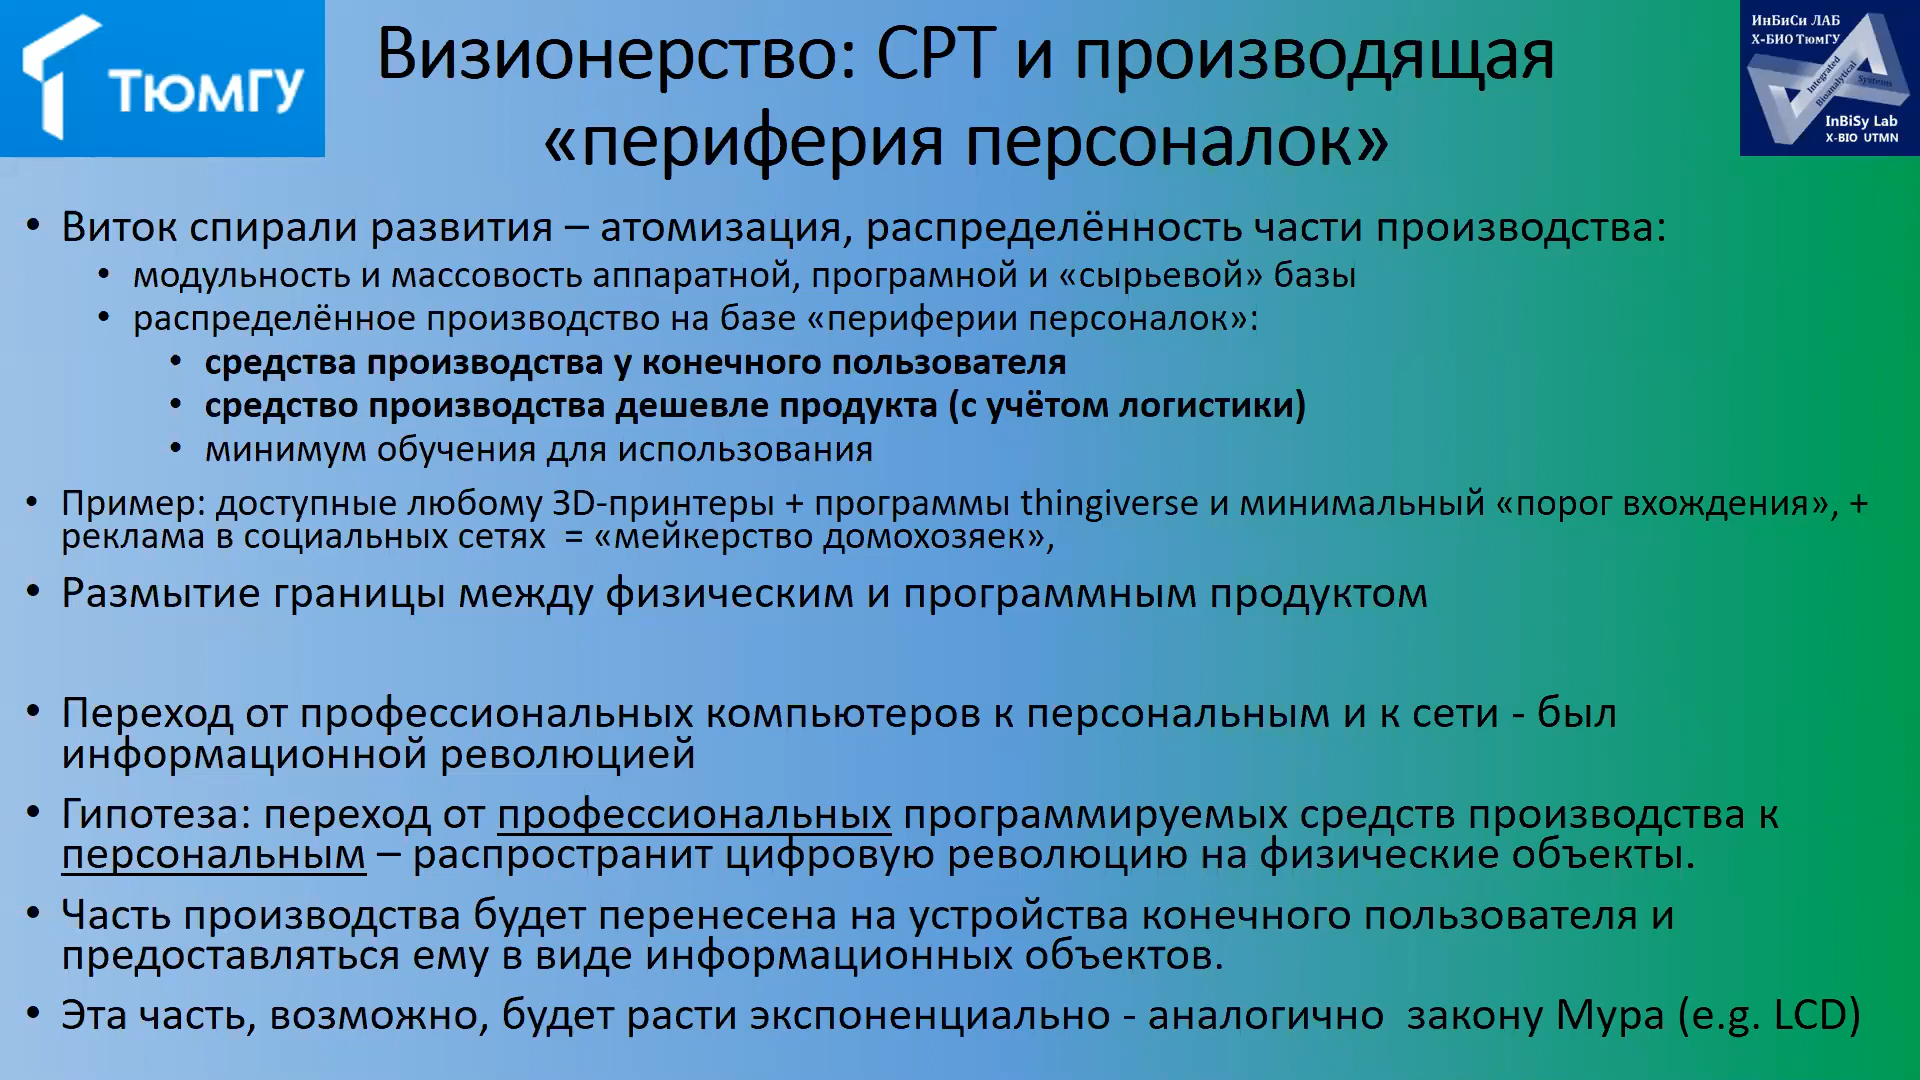 ТЮМГУ
ИнБиСи ЛАБ
Х-БИО ТюмГУ
Integrated
Bioanalytical
Systems
InBiSy Lab
X-BIO UTMN
Визионерство: СРТ и производящая
«периферия персоналок»
• Виток спирали развития – атомизация, распределённость части производства:
• модульность и массовость аппаратной, програмной и «сырьевой» базы
• распределённое производство на базе «периферии персоналок»:
• средства производства у конечного пользователя
• средство производства дешевле продукта (с учётом логистики)
• минимум обучения для использования
• Пример: доступные любому 3D-принтеры + программы thingiverse и минимальный «порог вхождения», +
реклама в социальных сетях = «мейкерство домохозяек»,
• Размытие границы между физическим и программным продуктом
• Переход от профессиональных компьютеров к персональным и к сети - был
информационной революцией
• Гипотеза: переход от профессиональных программируемых средств производства к
персональным – распространит цифровую революцию на физические объекты.
• Часть производства будет перенесена на устройства конечного пользователя и
предоставляться ему в виде информационных объектов.
• Эта часть, возможно, будет расти экспоненциально - аналогично закону Мура (e.g. LCD)